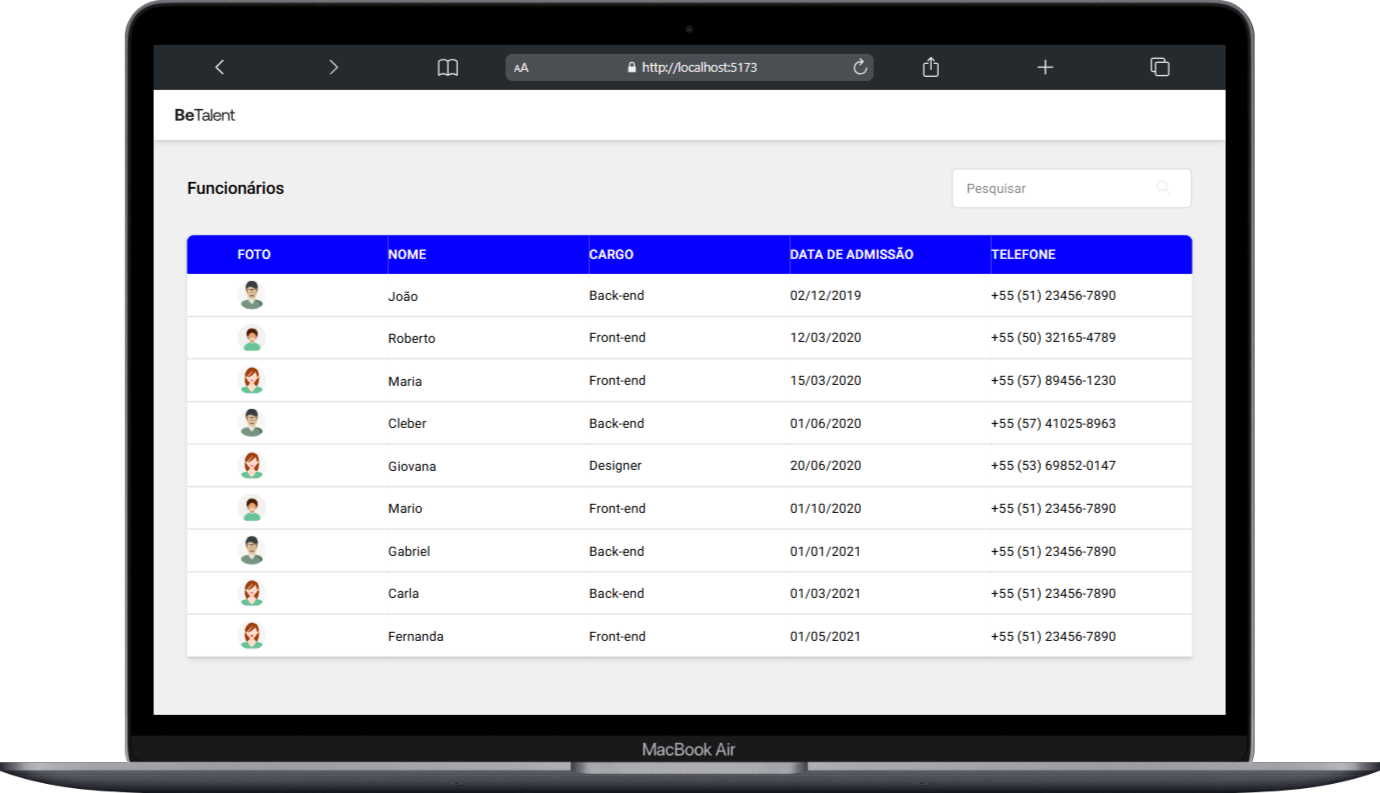 AA http://localhost:5173
BeTalent
Funcionários Pesquisar
FOTO NOME CARGO DATA DE ADMISSÃO TELEFONE
João Back-end 02/12/2019 +55 (51) 23456-7890
Roberto Front-end 12/03/2020 +55 (50) 32165-4789
Maria Front-end 15/03/2020 +55 (57) 89456-1230
Cleber Back-end 01/06/2020 +55 (57) 41025-8963
Giovana Designer 20/06/2020 +55 (53) 69852-0147
Mario Front-end 01/10/2020 +55 (51) 23456-7890
Gabriel Back-end 01/01/2021 +55 (51) 23456-7890
Carla Back-end 01/03/2021 +55 (51) 23456-7890
Fernanda Front-end 01/05/2021 +55 (51) 23456-7890
MacBook Air